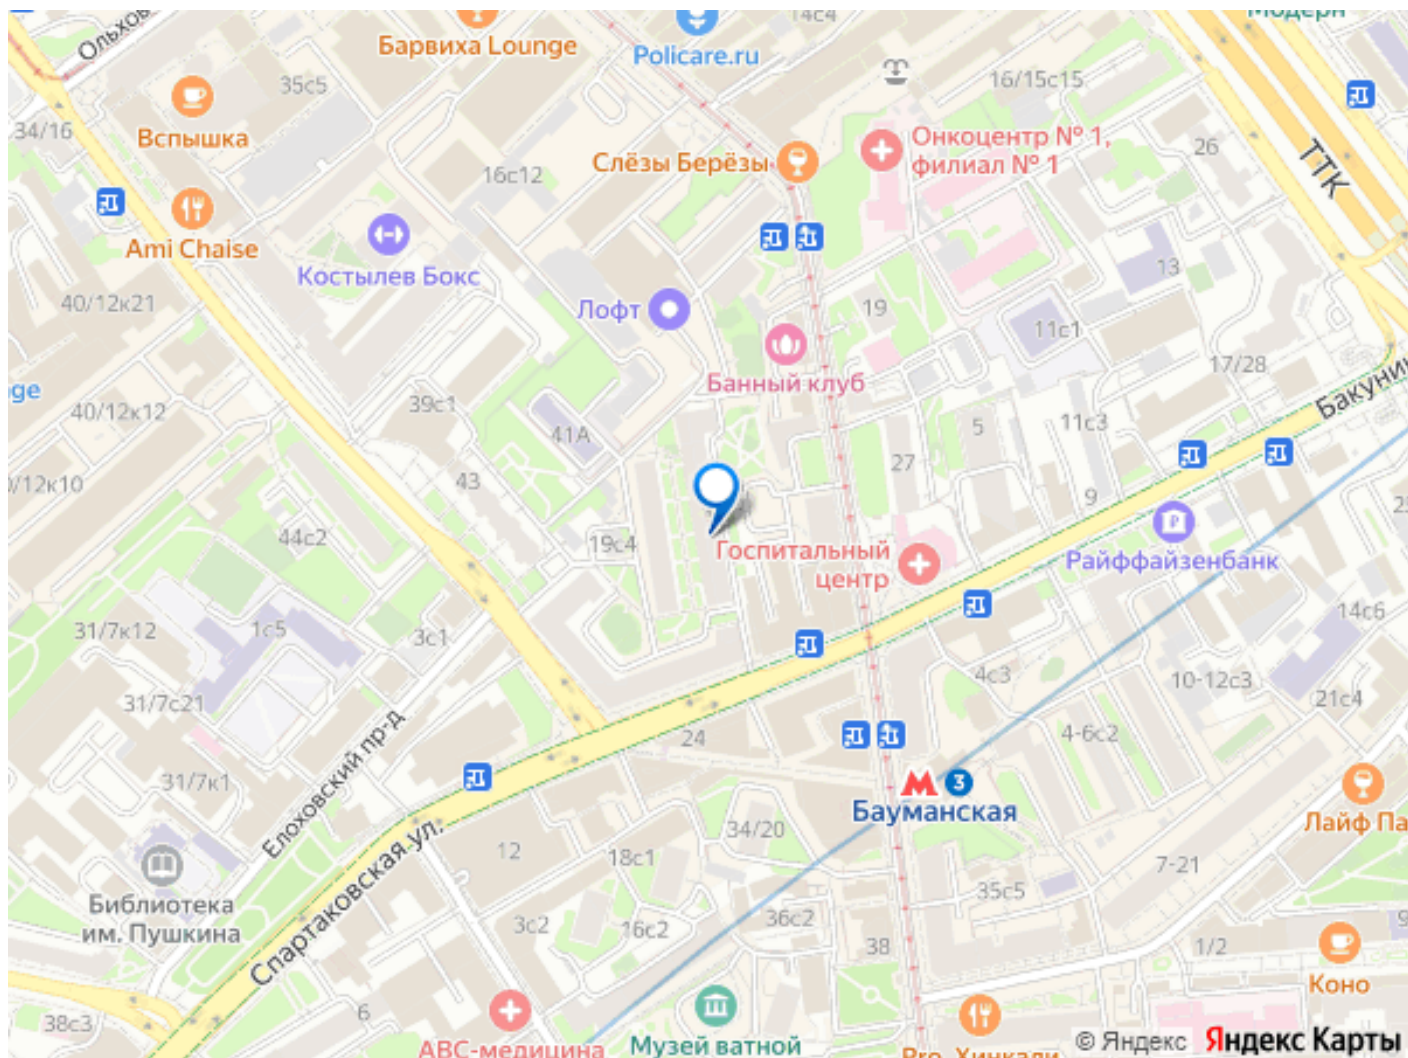 Модерн
14с4
Ольхов
Барвиха Lounge
Policare.ru
35с5
16/15с15
34/16
Вспышка
Онкоцентр № 1,
филиал № 1
26
ТТК
Слёзы Берёзы
16с12
Ami Chaise
Костылев Бокс
13
40/12к21
Лофт
19
11с1
Банный клуб
17/28
ge
40/12к12
39с1
Бакунин
41А
5
11с3
27
43
/12к10
9
44с2
19с4
Госпитальный
центр
Райффайзенбанк
31/7к12
1с5
3с1
14с6
4с3
10-12с3
31/7с21
21с4
24
4-6с2
Елоховский пр-д
31/7к1
М 3
Бауманская
Лайф Па
34/20
Спартаковская ул.
12
18с1
7-21
35с5
Библиотека
им. Пушкина
3с2
16с2
36с2
38
1/2
9
Коно
6
38с3
АВС-медицина
Музей ватной
Pro. Хинкали
© Яндекс Яндекс Карты